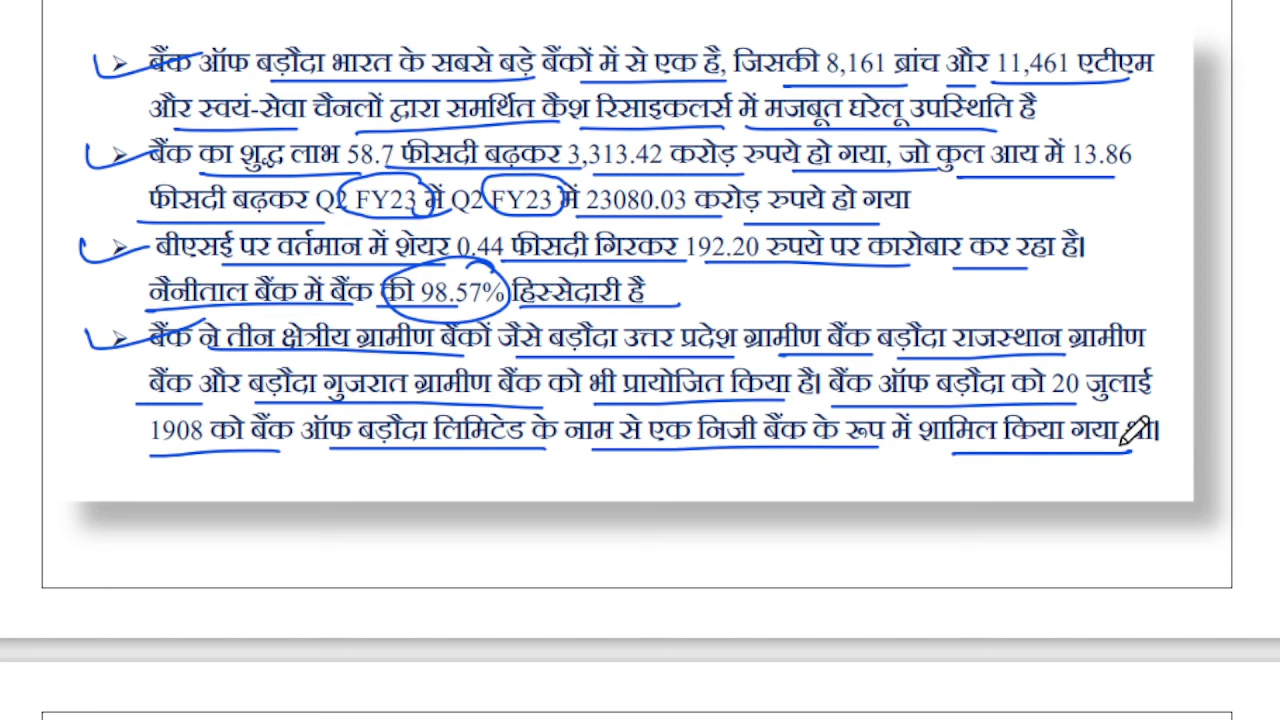 ➢ बैंक ऑफ बड़ौदा भारत के सबसे बड़े बैंकों में से एक है, जिसकी 8,161 ब्रांच और 11,461 एटीएम
और स्वयं-सेवा चैनलों द्वारा समर्थित कैश रिसाइकलर्स में मजबूत घरेलू उपस्थिति है
➢ बैंक का शुद्ध लाभ 58.7 फीसदी बढ़कर 3,313.42 करोड़ रुपये हो गया, जो कुल आय में 13.86
फीसदी बढ़कर Q2 FY23 में Q2 FY23 में 23080.03 करोड़ रुपये हो गया
➢ बीएसई पर वर्तमान में शेयर 0.44 फीसदी गिरकर 192.20 रुपये पर कारोबार कर रहा है।
नैनीताल बैंक में बैंक की 98.57% हिस्सेदारी है
➢ बैंक ने तीन क्षेत्रीय ग्रामीण बैंकों जैसे बड़ौदा उत्तर प्रदेश ग्रामीण बैंक बड़ौदा राजस्थान ग्रामीण
बैंक और बड़ौदा गुजरात ग्रामीण बैंक को भी प्रायोजित किया है। बैंक ऑफ बड़ौदा को 20 जुलाई
1908 को बैंक ऑफ बड़ौदा लिमिटेड के नाम से एक निजी बैंक के रूप में शामिल किया गया था।